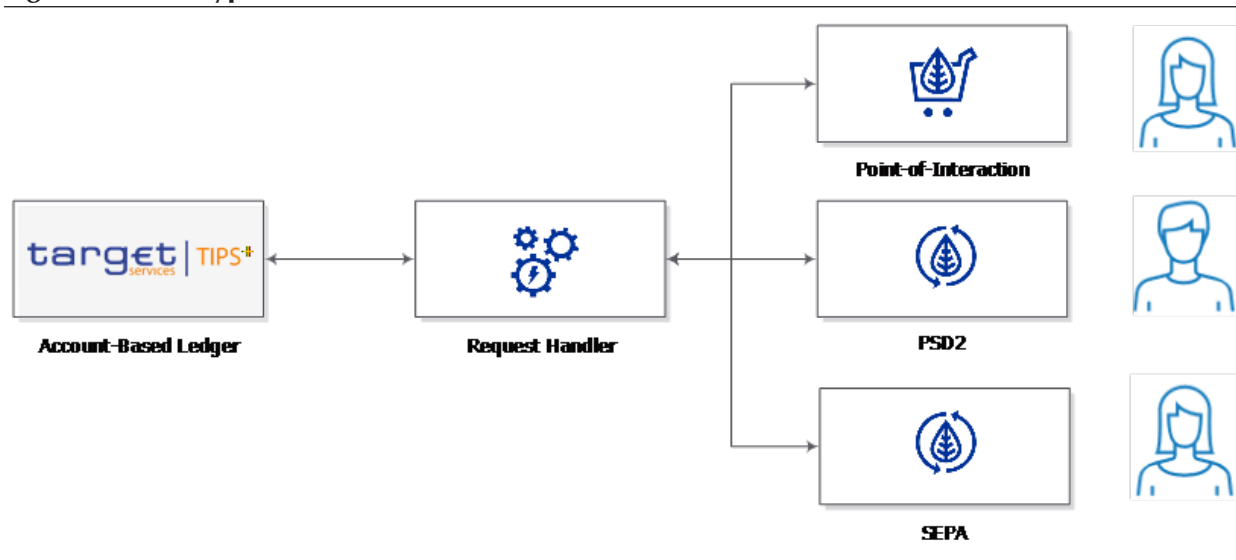 Point-of-Interaction
target services | TIPS+
Account-Based Ledger
Request Handler
PSD2
SEPA